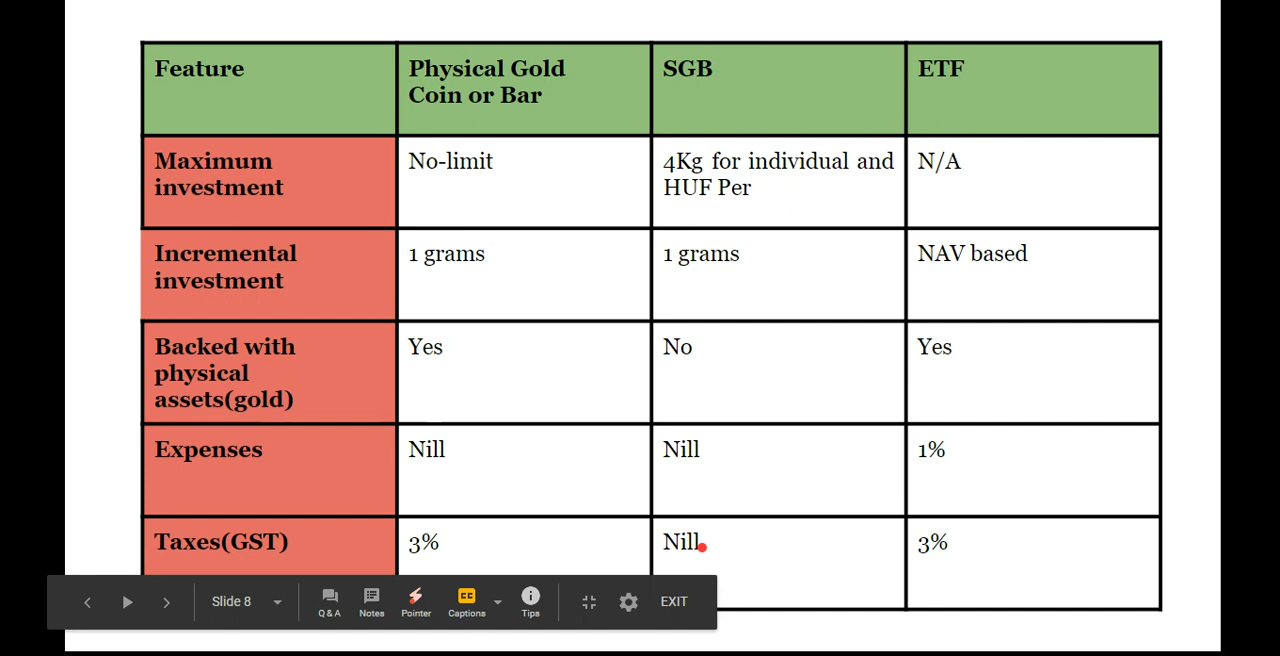 Feature
Physical Gold
Coin or Bar
SGB
ETF
Maximum
investment
No-limit
4Kg for individual and
HUF Per
N/A
Incremental
investment
1 grams
1 grams
NAV based
Backed with
physical
assets(gold)
Yes
No
Yes
Expenses
Nill
Nill
1%
Taxes(GST)
3%
Nill
3%
Slide 8
Q & A
Notes
Pointer
CC
Captions
Tips
EXIT